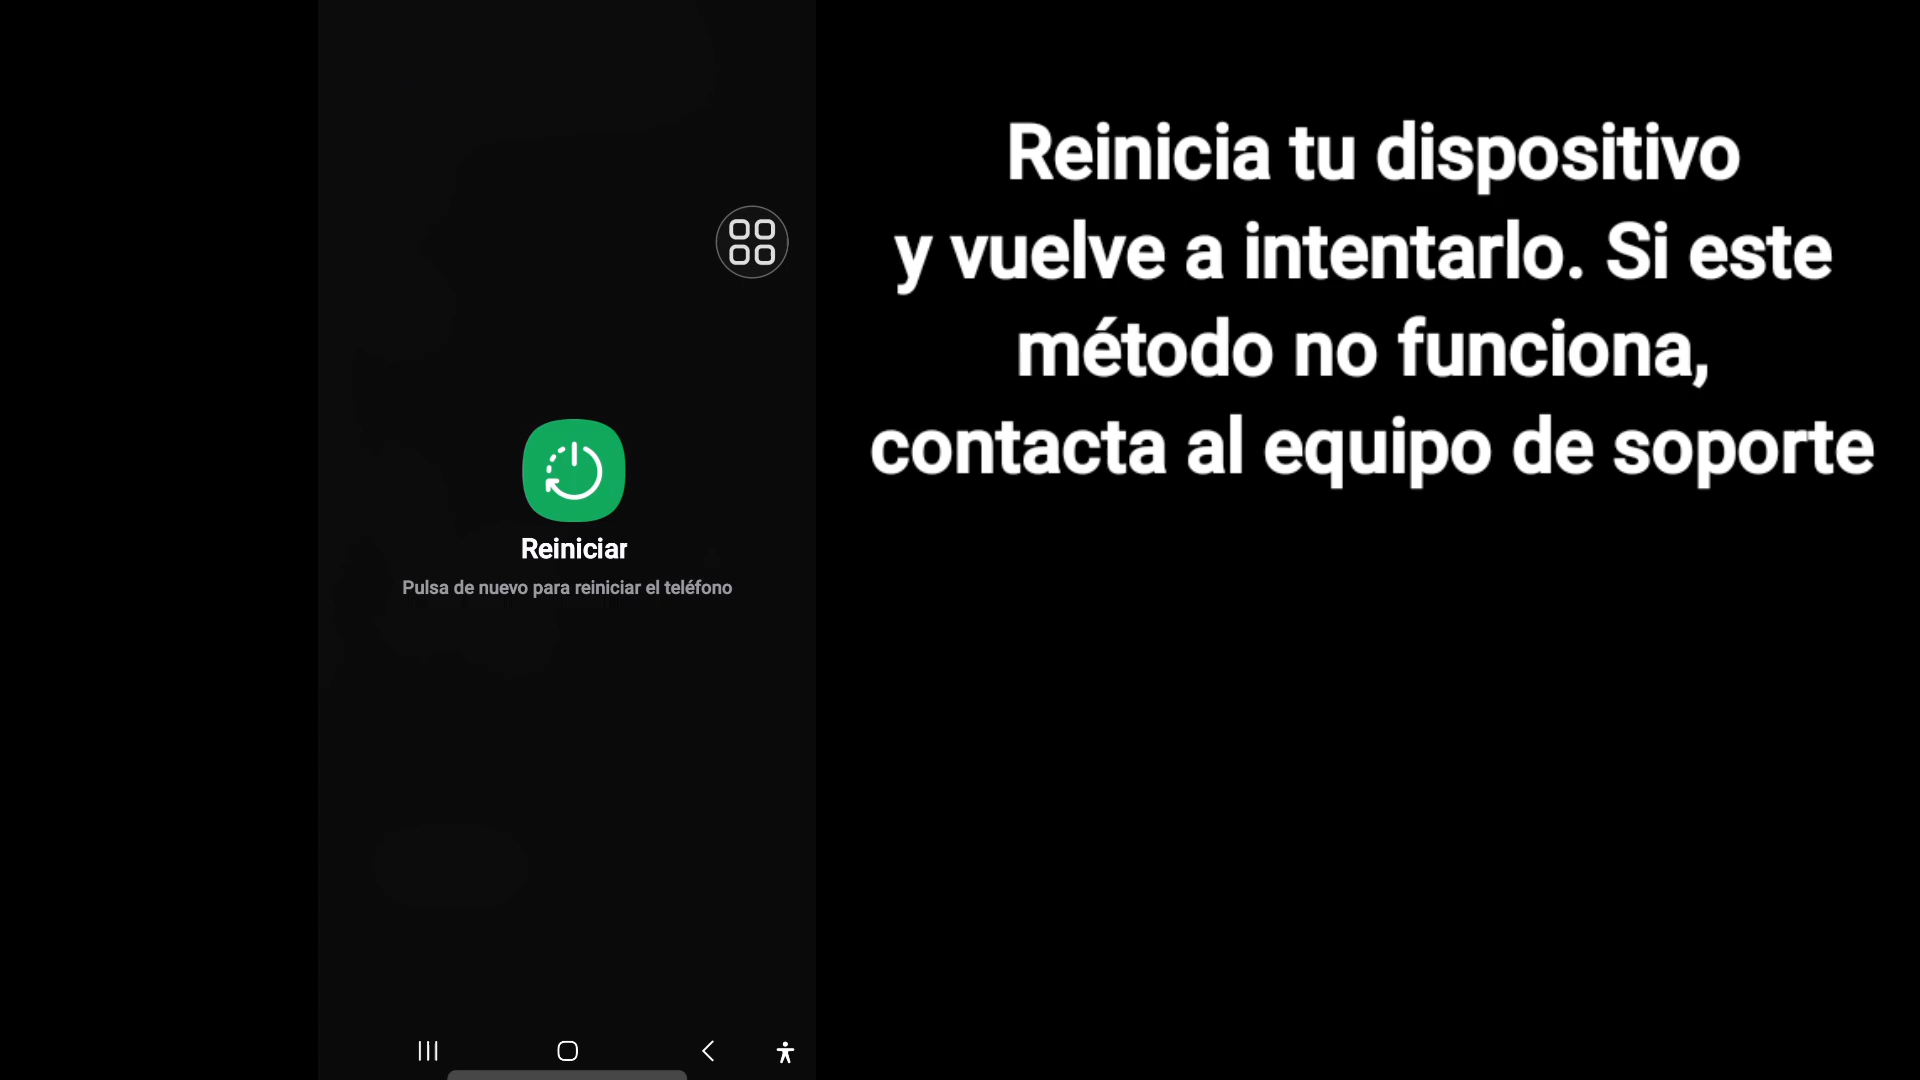 Reinicia tu dispositivo
y vuelve a intentarlo. Si este
método no funciona,
contacta al equipo de soporte
Reiniciar
Pulsa de nuevo para reiniciar el teléfono